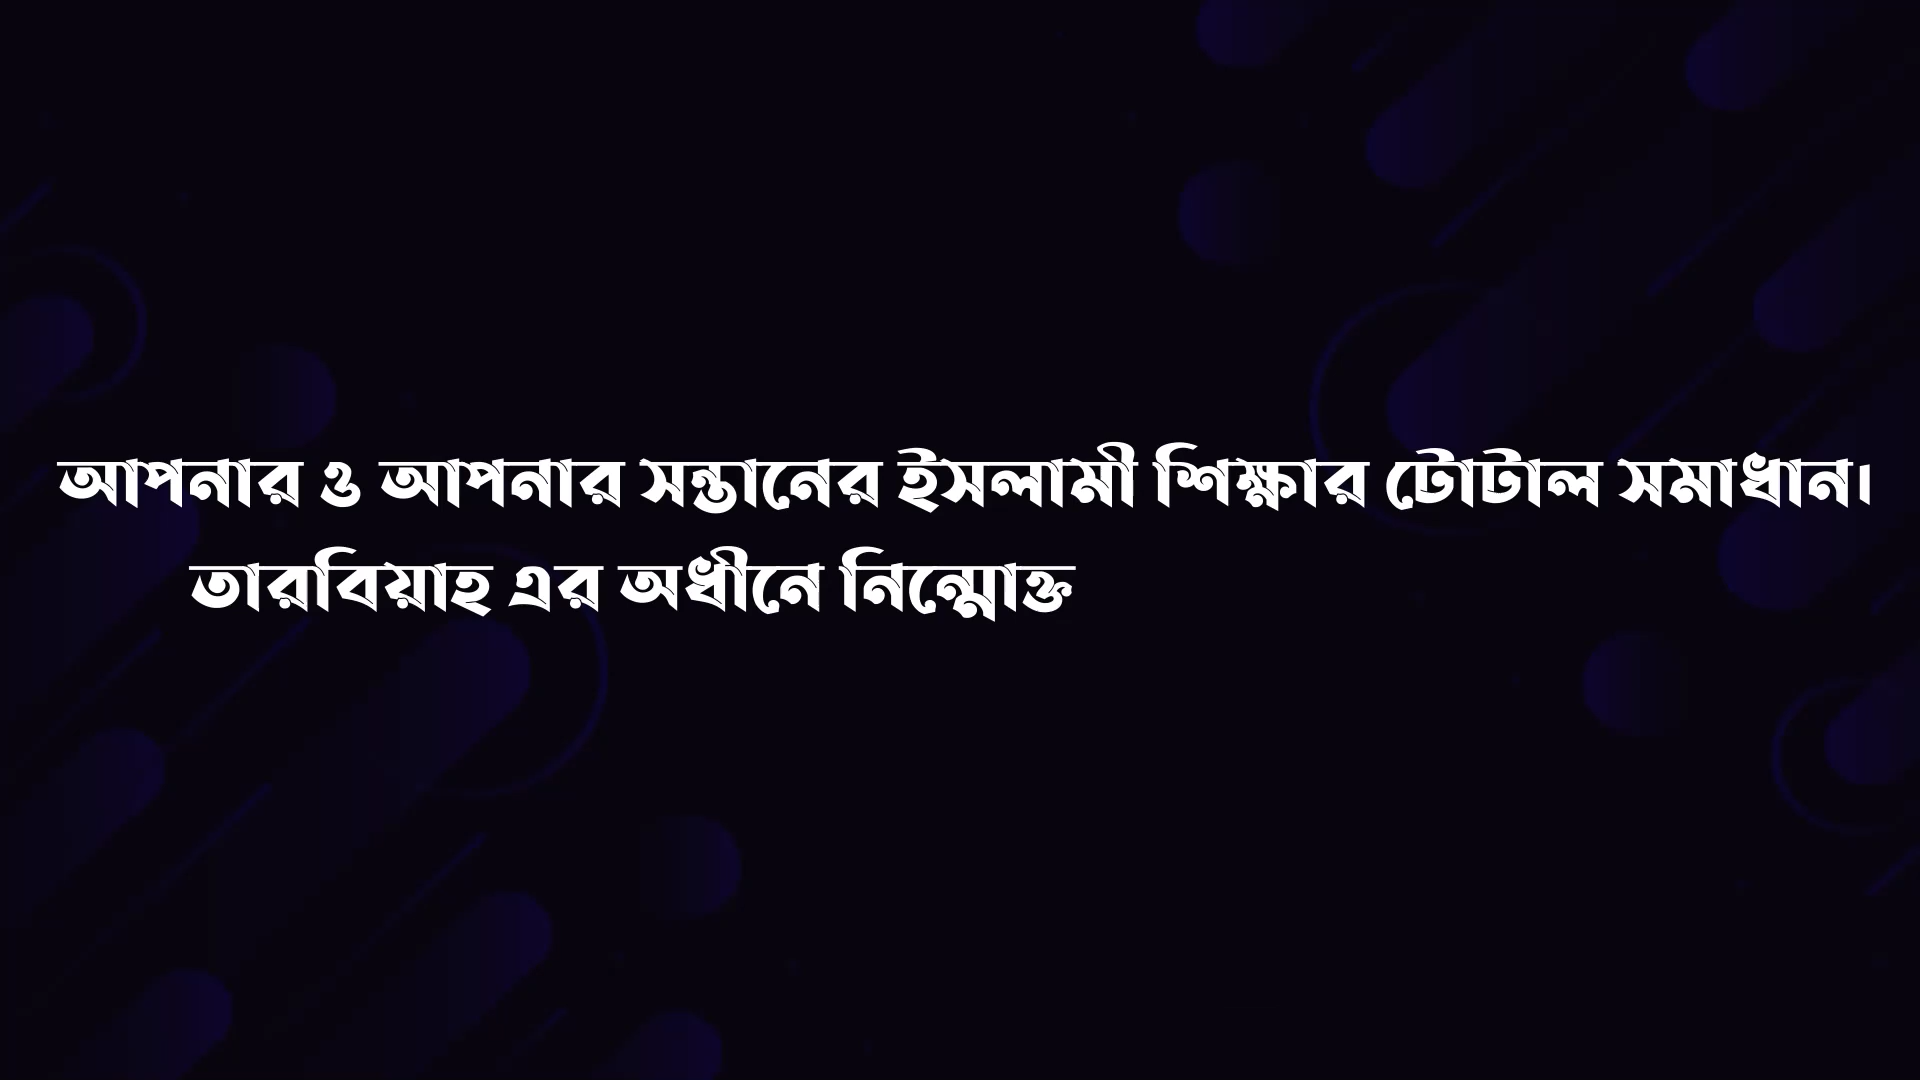 আপনার ও আপনার সন্তানের ইসলামী শিক্ষার টোটাল সমাধান।
তারবিয়াহ এর অধীনে নিন্মোক্ত